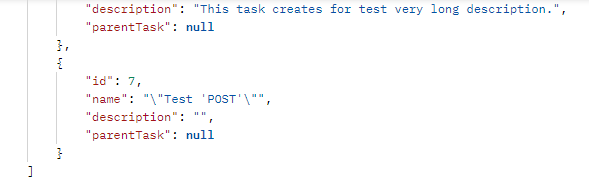 "description": "This task creates for test very long description.",
"parentTask": null
},
{
"id": 7,
"name": "\"Test 'POST'\"",
"description": "",
"parentTask": null
}
]